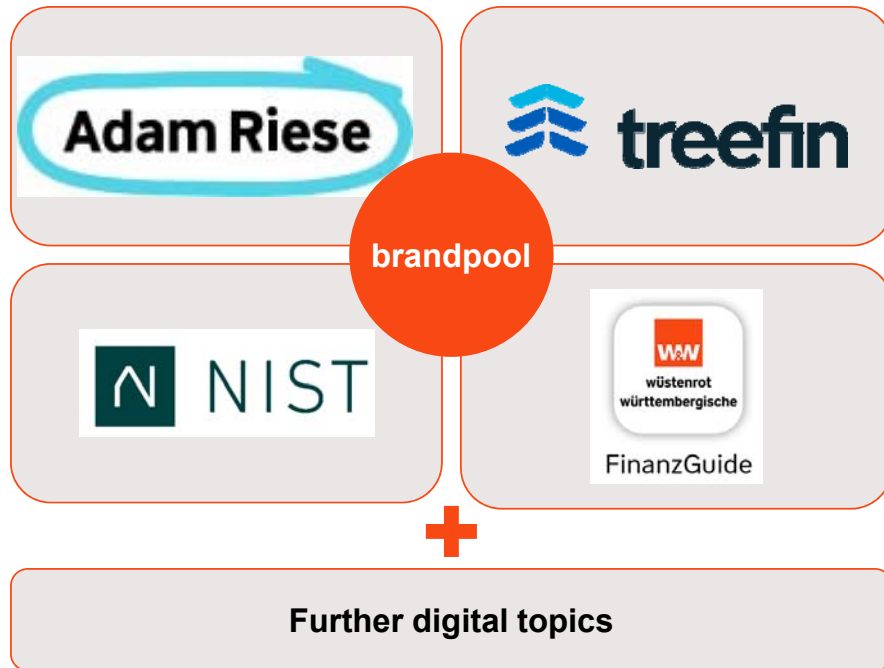 Adam Riese
treefin
brandpool
N NIST
W&W
wüstenrot
württembergische
FinanzGuide
Further digital topics